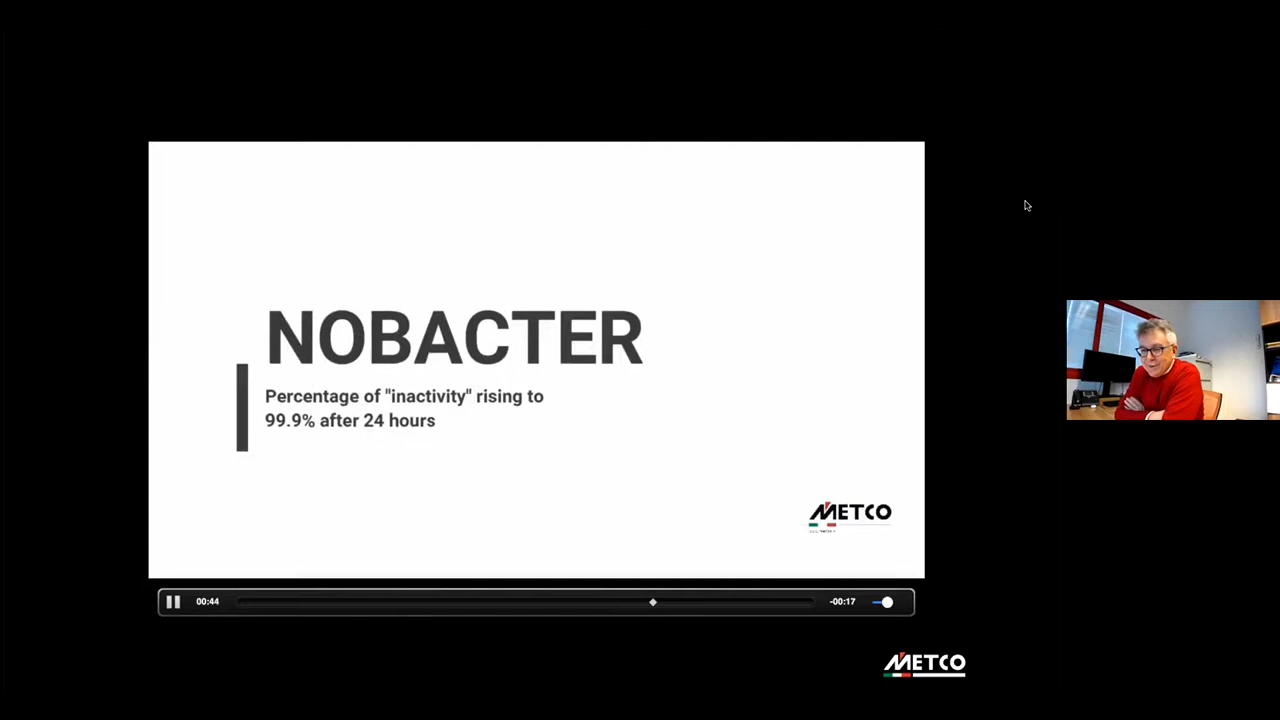 NOBACTER
Percentage of "inactivity" rising to
99.9% after 24 hours
METCO
00:44
-00:17
METCO